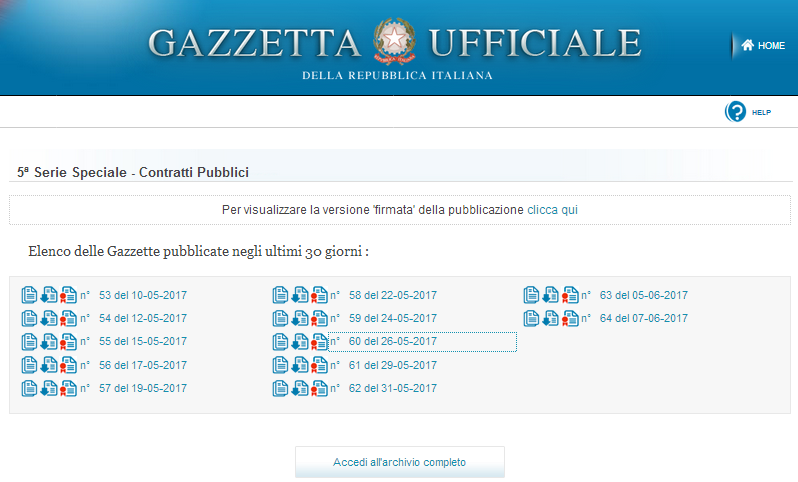 GAZZETTA UFFICIALE
DELLA REPUBBLICA ITALIANA
HOME
HELP
5ª Serie Speciale - Contratti Pubblici
Per visualizzare la versione 'firmata' della pubblicazione clicca qui
Elenco delle Gazzette pubblicate negli ultimi 30 giorni :
n° 53 del 10-05-2017
n° 54 del 12-05-2017
n° 55 del 15-05-2017
n° 56 del 17-05-2017
n° 57 del 19-05-2017
n° 58 del 22-05-2017
n° 59 del 24-05-2017
n° 60 del 26-05-2017
n° 61 del 29-05-2017
n° 62 del 31-05-2017
n° 63 del 05-06-2017
n° 64 del 07-06-2017
Accedi all'archivio completo